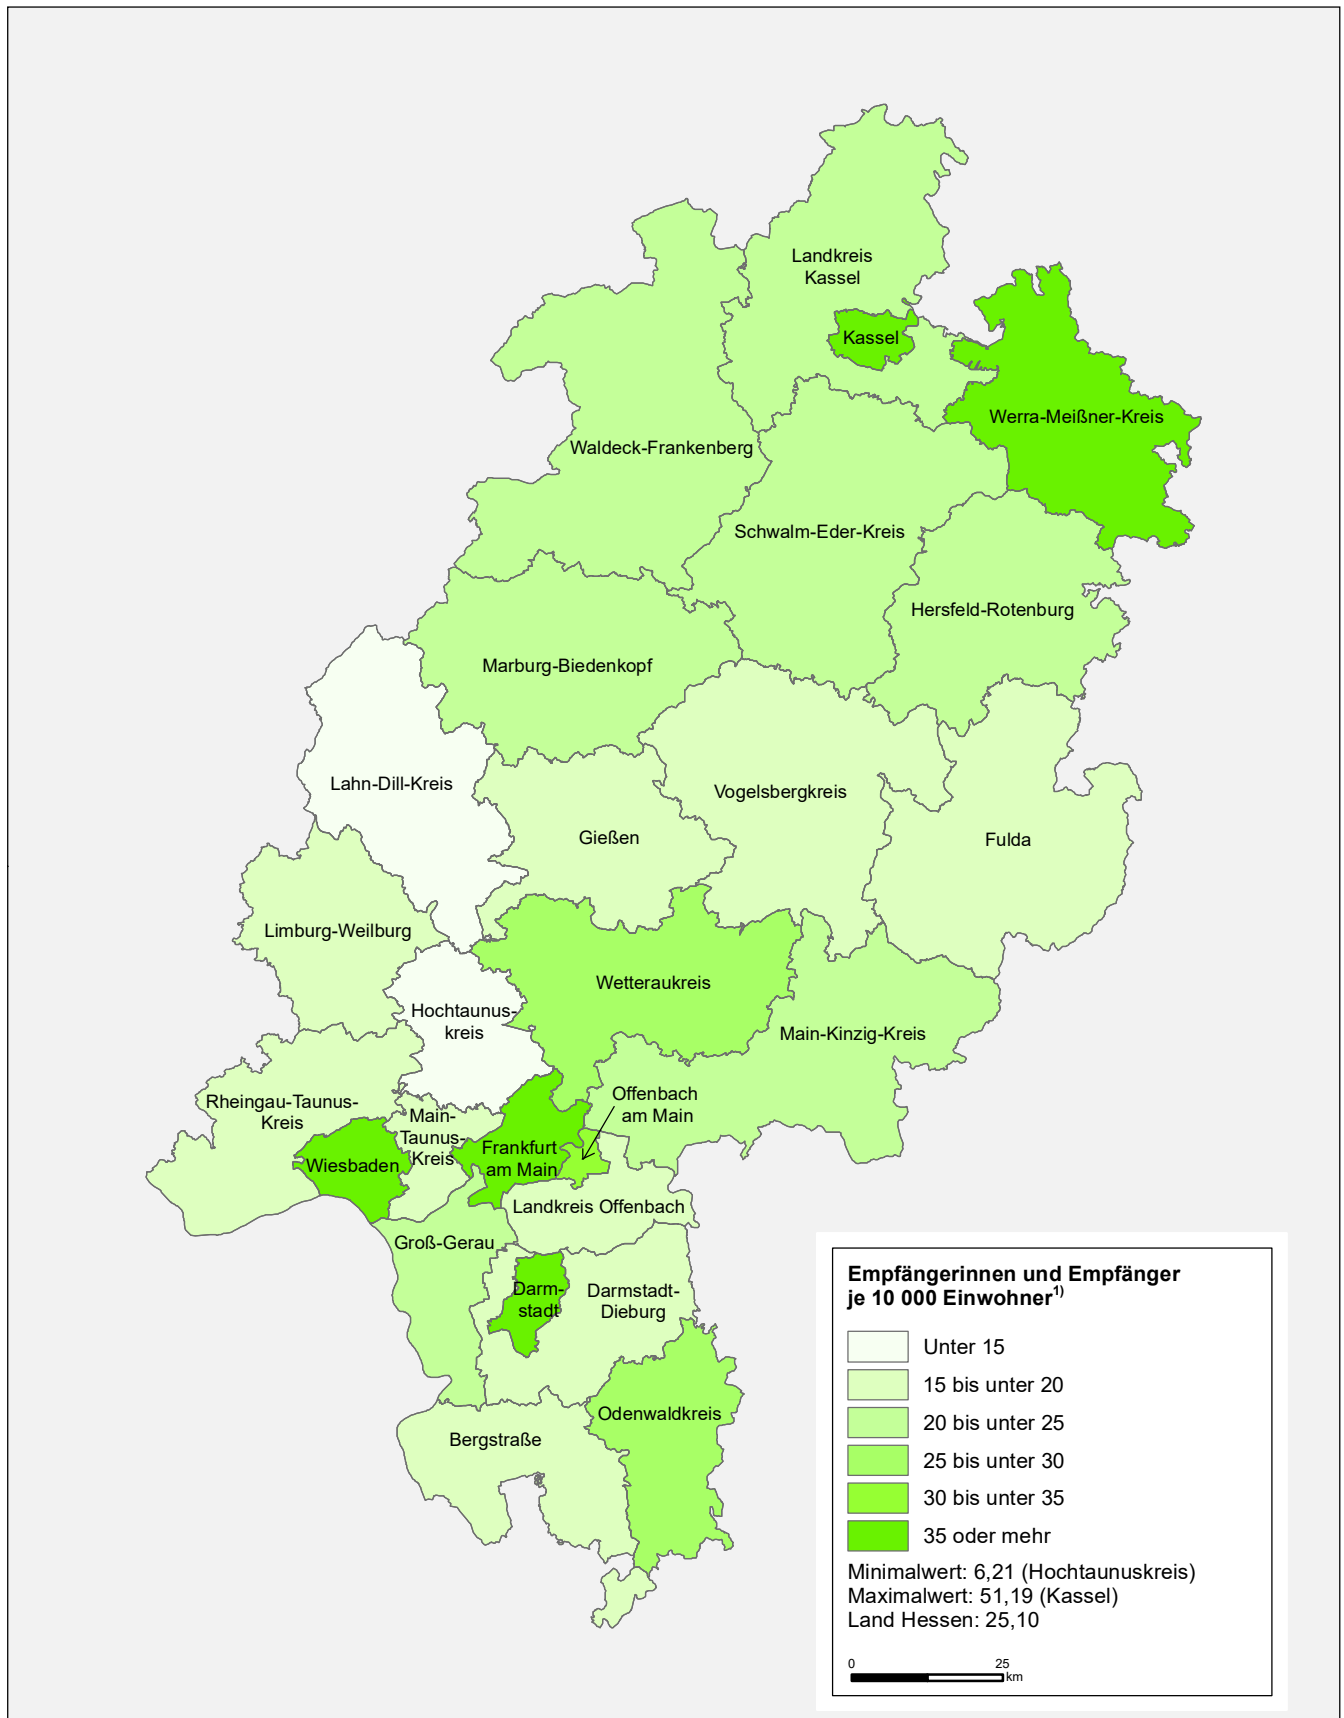 Landkreis
Kassel
Kassel
Werra-Meißner-Kreis
Waldeck-Frankenberg
Schwalm-Eder-Kreis
Hersfeld-Rotenburg
Marburg-Biedenkopf
Lahn-Dill-Kreis
Vogelsbergkreis
Gießen
Fulda
Limburg-Weilburg
Wetteraukreis
Hochtaunus-
kreis
Main-Kinzig-Kreis
Offenbach
am Main
Rheingau-Taunus-
Kreis
Main-
Taunus-
Kreis
Frankfurt
am Main
Wiesbaden
Landkreis Offenbach
Groß-Gerau
Darm-
stadt
Darmstadt-
Dieburg
Odenwaldkreis
Bergstraße
Empfängerinnen und Empfänger
je 10 000 Einwohner1)
Unter 15
15 bis unter 20
20 bis unter 25
25 bis unter 30
30 bis unter 35
35 oder mehr
Minimalwert: 6,21 (Hochtaunuskreis)
Maximalwert: 51,19 (Kassel)
Land Hessen: 25,10
0 25
km